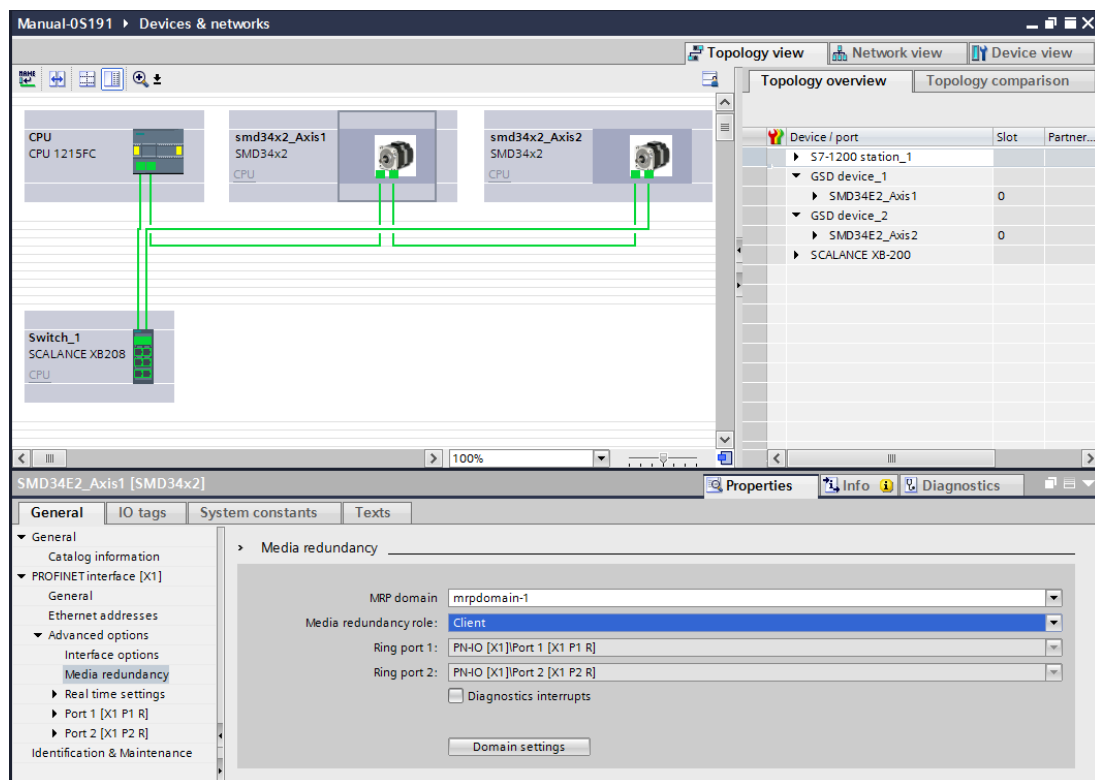 Manual-0S191 ▸ Devices & networks
Topology view
Network view
Device view
NAME
Topology overview
Topology comparison
CPU
CPU 1215FC
smd34x2_Axis1
SMD34x2
CPU
smd34x2_Axis2
SMD34x2
CPU
Switch_1
SCALANCE XB208
CPU
Device / port Slot Partner...
S7-1200 station_1
GSD device_1
SMD34E2_Axis1 0
GSD device_2
SMD34E2_Axis2 0
SCALANCE XB-200
100%
SMD34E2_Axis1 [SMD34x2]
Properties
Info
Diagnostics
General IO tags System constants Texts
General
Catalog information
PROFINET interface [X1]
General
Ethernet addresses
Advanced options
Interface options
Media redundancy
Real time settings
Port 1 [X1 P1 R]
Port 2 [X1 P2 R]
Identification & Maintenance
Media redundancy
MRP domain mrpdomain-1
Media redundancy role: Client
Ring port 1: PN-IO [X1]\Port 1 [X1 P1 R]
Ring port 2: PN-IO [X1]\Port 2 [X1 P2 R]
Diagnostics interrupts
Domain settings